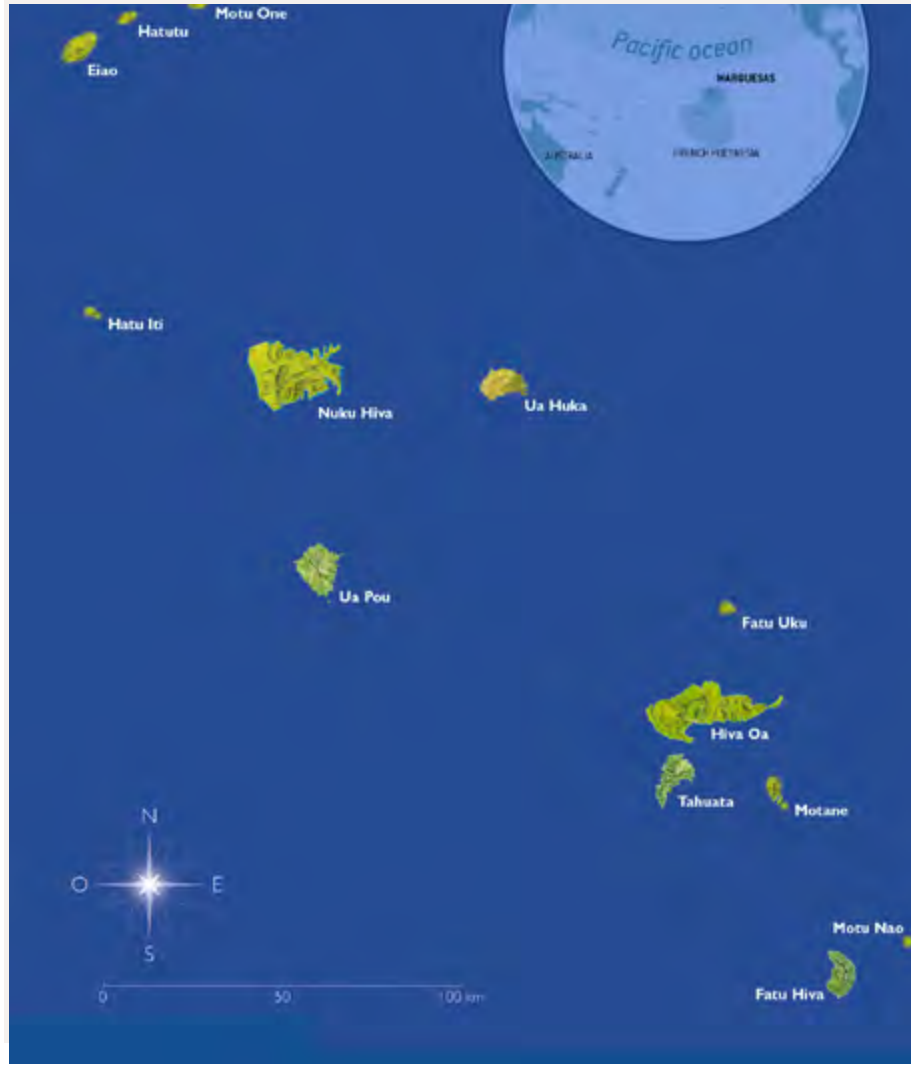 Motu One
Hatutu
Eiao
Pacific ocean
MARQUESAS
AUSTRALIA
FRENCH POLYNESIA
Hatu Iti
Nuku Hiva
Ua Huka
Ua Pou
Fatu Uku
Hiva Oa
Tahuata
Motane
N
O E
S
Motu Nao
Fatu Hiva
0 50 100 km